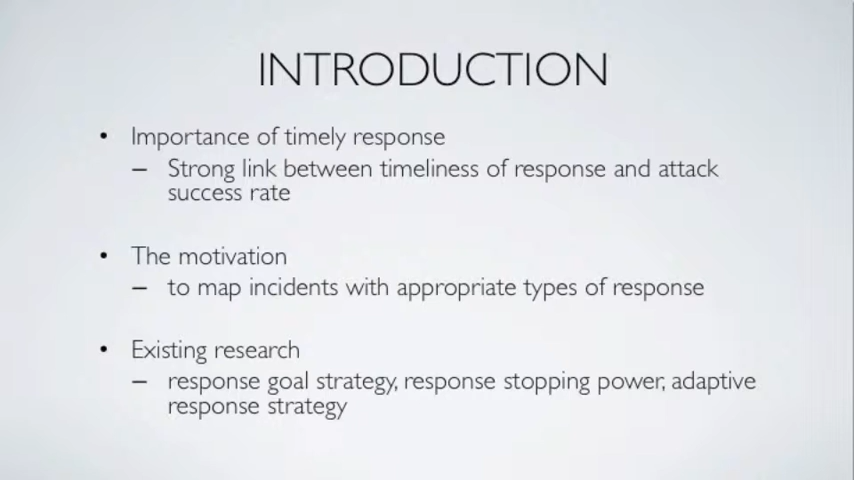 INTRODUCTION
• Importance of timely response
– Strong link between timeliness of response and attack
success rate
• The motivation
– to map incidents with appropriate types of response
• Existing research
– response goal strategy, response stopping power, adaptive
response strategy